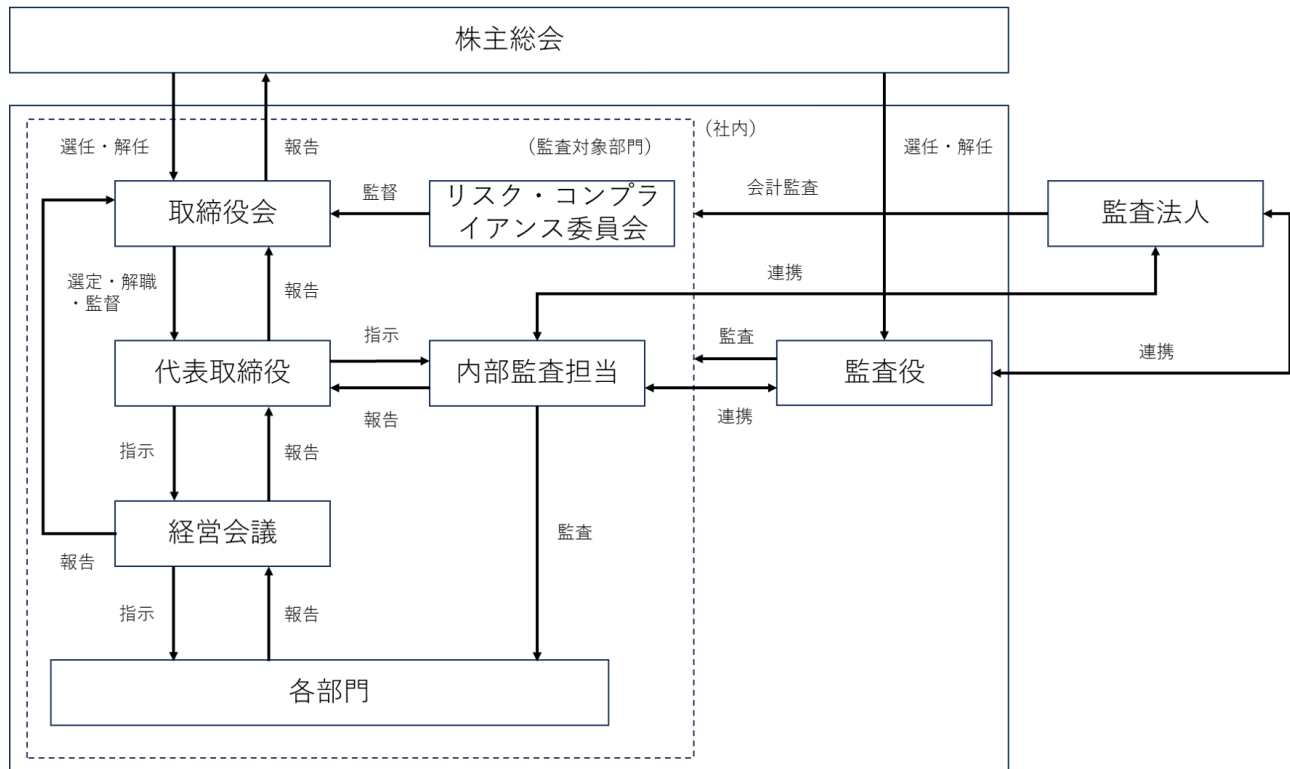 株主総会
(社内)
選任・解任
報告
(監査対象部門)
選任・解任
取締役会
監督
リスク・コンプラ
イアンス委員会
会計監査
監査法人
選定・解職
・監督
報告
連携
代表取締役
指示
報告
内部監査担当
監査
連携
監査役
連携
指示
報告
経営会議
監査
報告
指示
報告
各部門